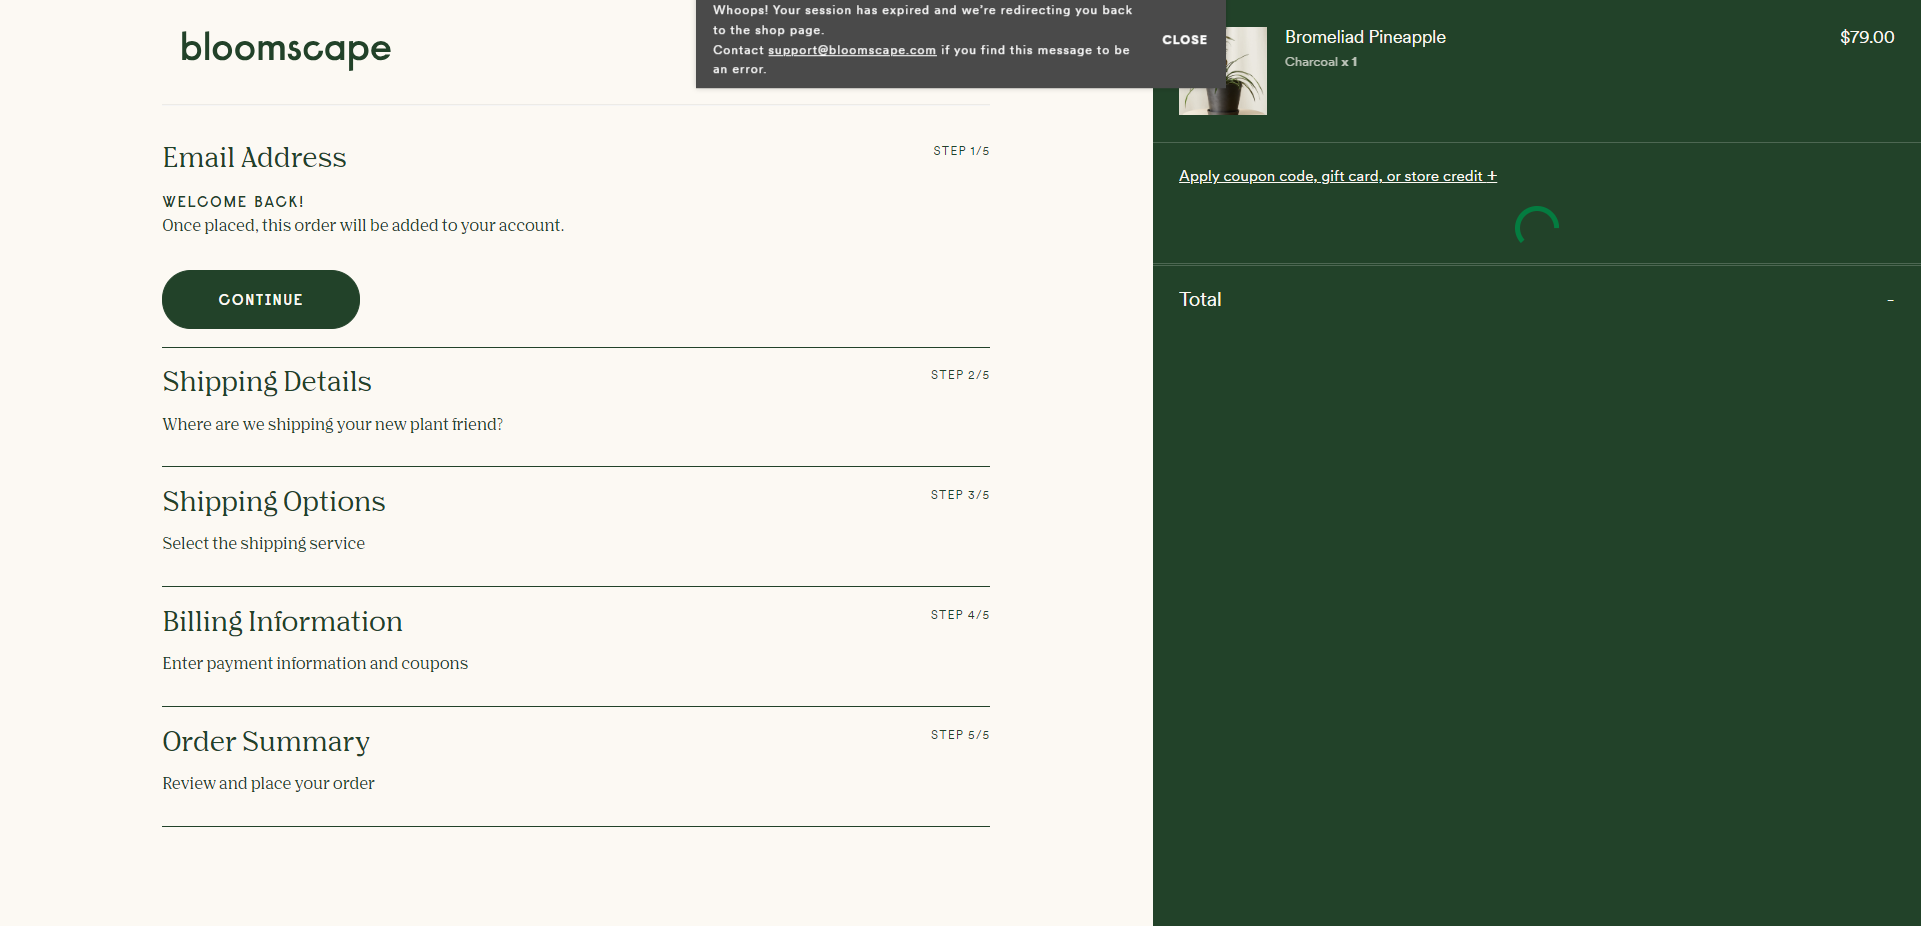 bloomscape
Whoops! Your session has expired and we're redirecting you back
to the shop page.
Contact support@bloomscape.com if you find this message to be
an error.
CLOSE
Email Address
STEP 1/5
WELCOME BACK!
Once placed, this order will be added to your account.
CONTINUE
Shipping Details
STEP 2/5
Where are we shipping your new plant friend?
Shipping Options
STEP 3/5
Select the shipping service
Billing Information
STEP 4/5
Enter payment information and coupons
Order Summary
STEP 5/5
Review and place your order
Bromeliad Pineapple
$79.00
Charcoal x 1
Apply coupon code, gift card, or store credit +
Total
-